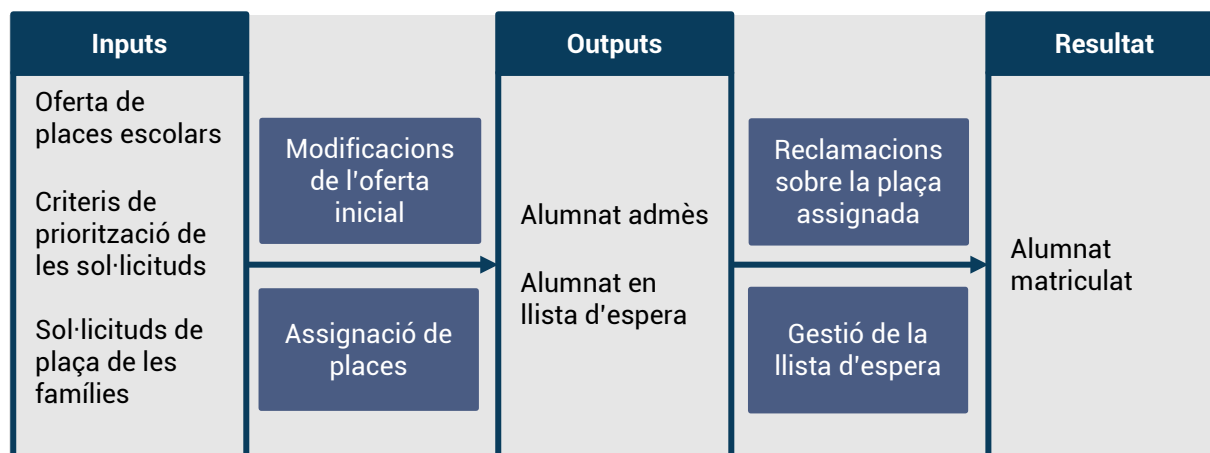 Inputs
Oferta de
places escolars
Criteris de
priorització de
les sol·licituds
Sol·licituds de
plaça de les
famílies
Modificacions
de l'oferta
inicial
Assignació de
places
Outputs
Alumnat admès
Alumnat en
llista d'espera
Reclamacions
sobre la plaça
assignada
Gestió de la
llista d'espera
Resultat
Alumnat
matriculat